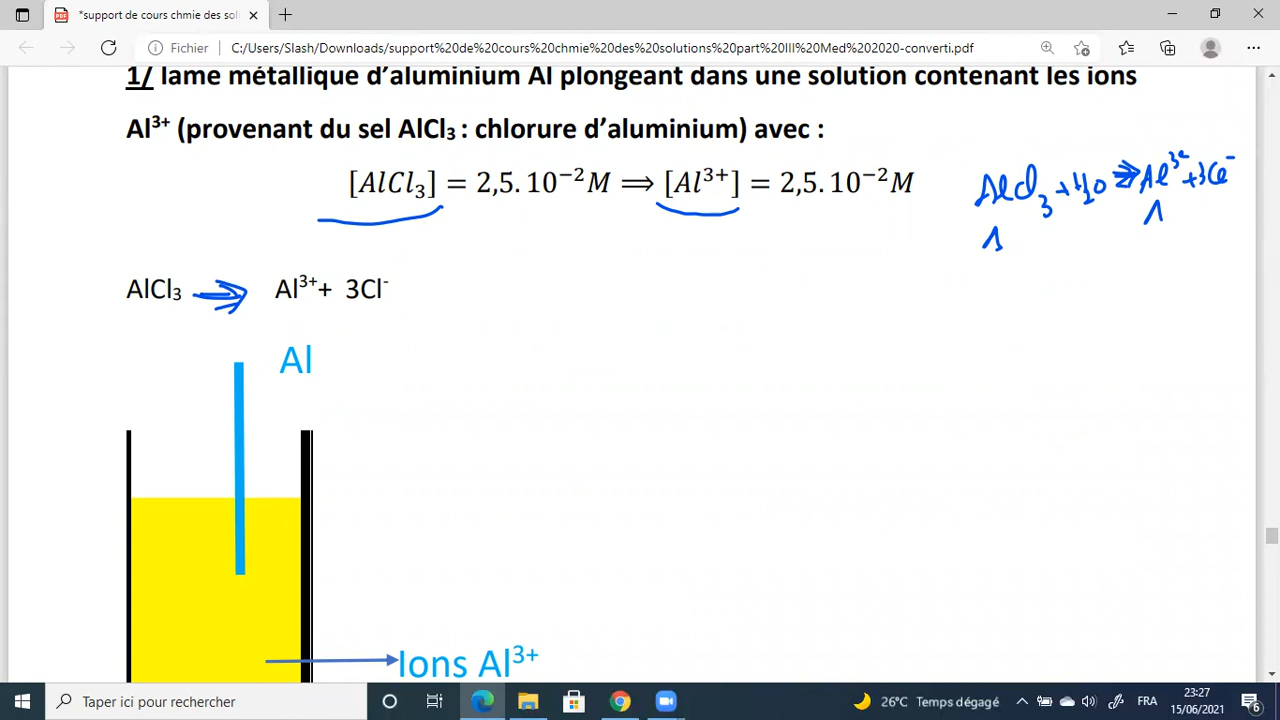 *support de cours chmie des solu
Fichier C:/Users/Slash/Downloads/support%20de%20cours%20chmie%20des%20solutions%20part%20III%20Med%202020-converti.pdf
1/ lame métallique d’aluminium Al plongeant dans une solution contenant les ions
Al³⁺ (provenant du sel AlCl₃ : chlorure d’aluminium) avec :
[AlCl₃] = 2,5. 10⁻²M ⟹ [Al³⁺] = 2,5. 10⁻²M
AlCl₃ + H₂O ⇒ Al³⁺ + 3Cl⁻
1 1
AlCl₃ ⇒ Al³⁺+ 3Cl⁻
Al
Ions Al³⁺
Taper ici pour rechercher
26°C Temps dégagé
FRA
23:27
15/06/2021
6